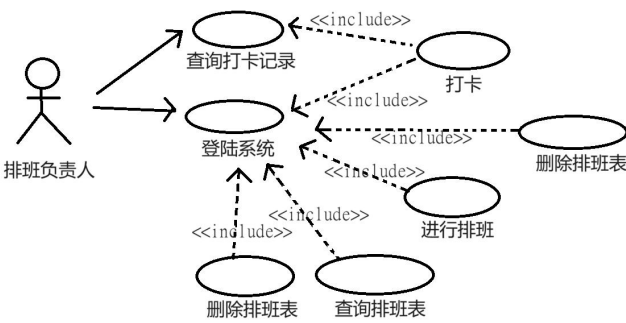 <<include>>
查询打卡记录
打卡
<<include>>
排班负责人
登陆系统
<<include>>
删除排班表
<<include>>
进行排班
<<include>>
<<include>>
删除排班表
查询排班表